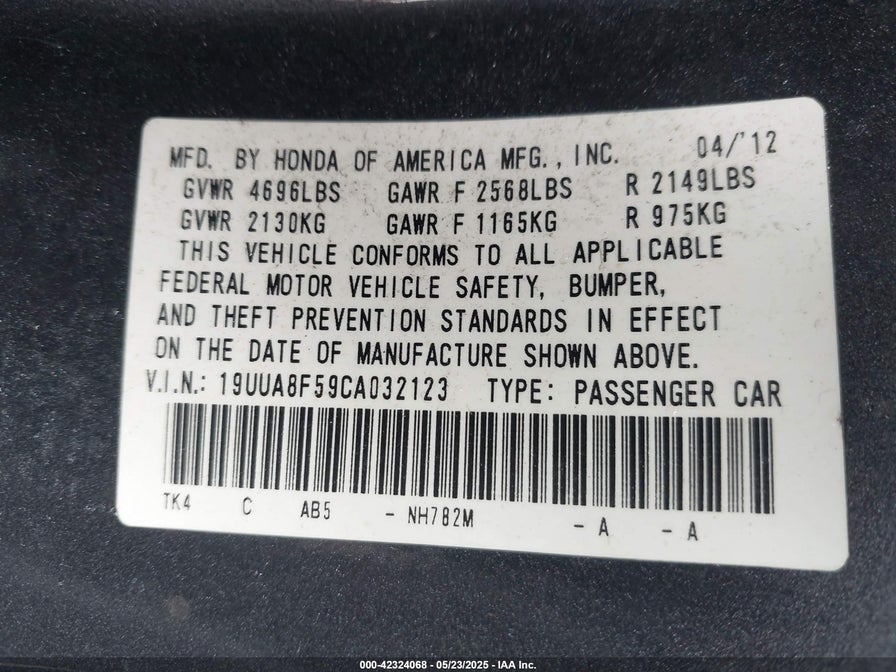 MFD. BY HONDA OF AMERICA MFG., INC. 04/'12
GVWR 4696LBS GAWR F 2568LBS R 2149LBS
GVWR 2130KG GAWR F 1165KG R 975KG
THIS VEHICLE CONFORMS TO ALL APPLICABLE
FEDERAL MOTOR VEHICLE SAFETY, BUMPER,
AND THEFT PREVENTION STANDARDS IN EFFECT
ON THE DATE OF MANUFACTURE SHOWN ABOVE.
V.I.N.: 19UUA8F59CA032123 TYPE: PASSENGER CAR
TK4 C AB5 - NH782M - A - A
000-42324068 - 05/23/2025 - IAA Inc.